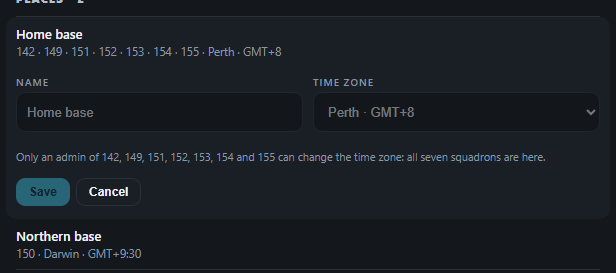 PLACES · 2
Home base
142 · 149 · 151 · 152 · 153 · 154 · 155 · Perth · GMT+8
NAME
TIME ZONE
Home base
Perth · GMT+8
Only an admin of 142, 149, 151, 152, 153, 154 and 155 can change the time zone: all seven squadrons are here.
Save
Cancel
Northern base
150 · Darwin · GMT+9:30